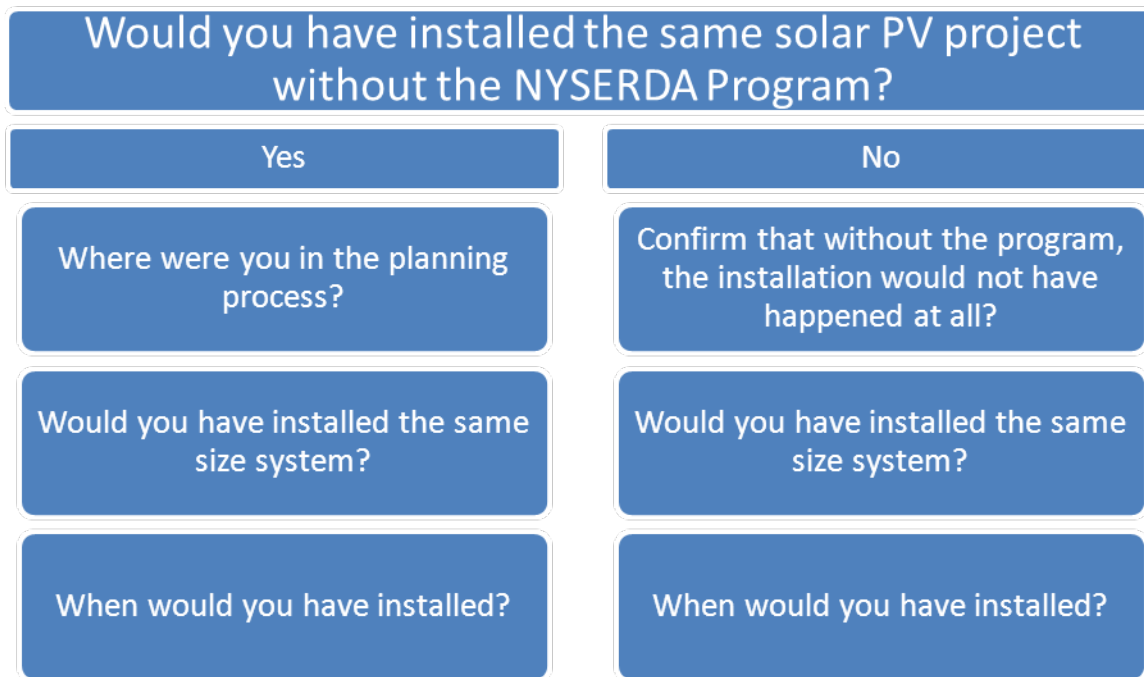 Would you have installed the same solar PV project
without the NYSERDA Program?
Yes
Where were you in the planning
process?
Would you have installed the same
size system?
When would you have installed?
No
Confirm that without the program,
the installation would not have
happened at all?
Would you have installed the same
size system?
When would you have installed?